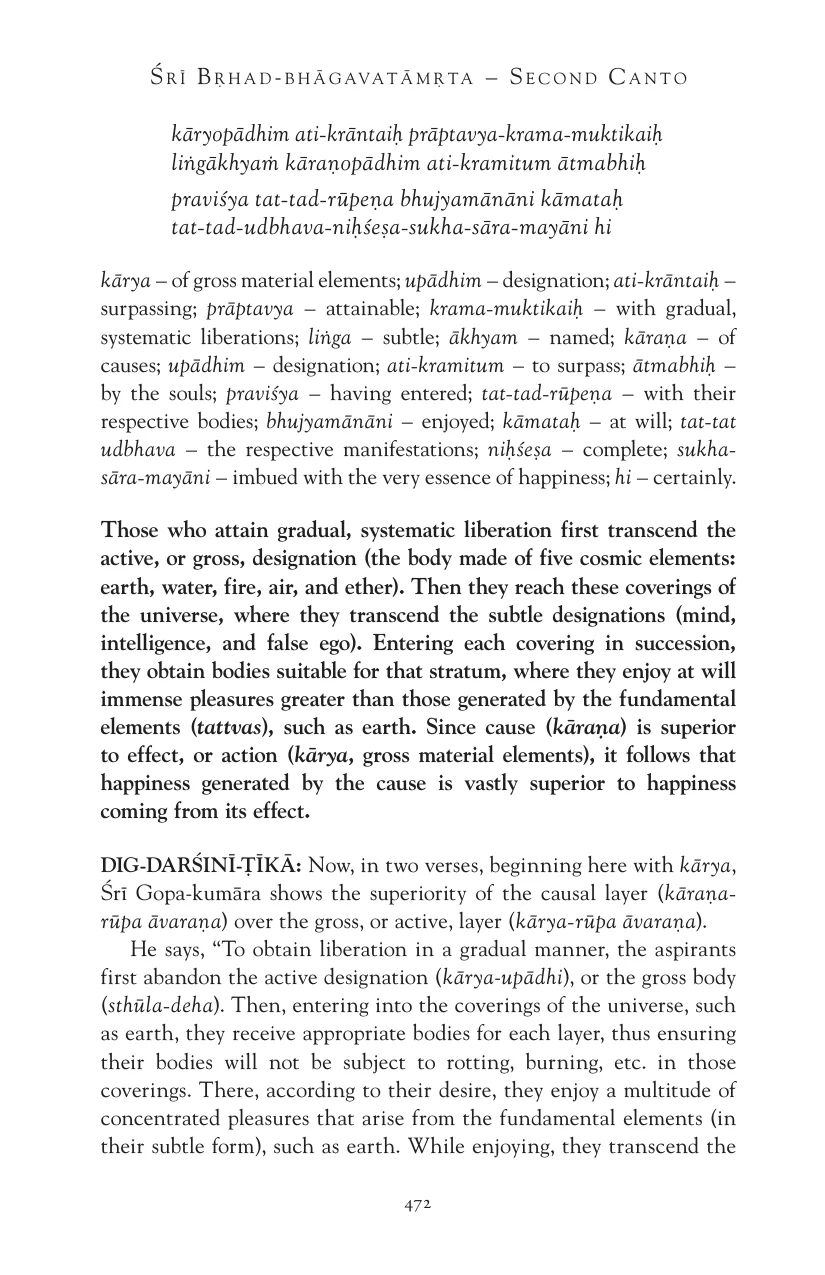 Śrī Bṛhad-bhāgavatāmṛta – Second Canto
kāryopādhim ati-krāntaiḥ prāptavya-krama-muktikaiḥ
liṅgākhyaṁ kāraṇopādhim ati-kramitum ātmabhiḥ
praviśya tat-tad-rūpeṇa bhujyamānāni kāmataḥ
tat-tad-udbhava-niḥśeṣa-sukha-sāra-mayāni hi
kārya – of gross material elements; upādhim – designation; ati-krāntaiḥ –
surpassing; prāptavya – attainable; krama-muktikaiḥ – with gradual,
systematic liberations; liṅga – subtle; ākhyam – named; kāraṇa – of
causes; upādhim – designation; ati-kramitum – to surpass; ātmabhiḥ –
by the souls; praviśya – having entered; tat-tad-rūpeṇa – with their
respective bodies; bhujyamānāni – enjoyed; kāmataḥ – at will; tat-tat
udbhava – the respective manifestations; niḥśeṣa – complete; sukha-
sāra-mayāni – imbued with the very essence of happiness; hi – certainly.
Those who attain gradual, systematic liberation first transcend the
active, or gross, designation (the body made of five cosmic elements:
earth, water, fire, air, and ether). Then they reach these coverings of
the universe, where they transcend the subtle designations (mind,
intelligence, and false ego). Entering each covering in succession,
they obtain bodies suitable for that stratum, where they enjoy at will
immense pleasures greater than those generated by the fundamental
elements (tattvas), such as earth. Since cause (kāraṇa) is superior
to effect, or action (kārya, gross material elements), it follows that
happiness generated by the cause is vastly superior to happiness
coming from its effect.
DIG-DARŚINĪ-ṬĪKĀ: Now, in two verses, beginning here with kārya,
Śrī Gopa-kumāra shows the superiority of the causal layer (kāraṇa-
rūpa āvaraṇa) over the gross, or active, layer (kārya-rūpa āvaraṇa).
He says, “To obtain liberation in a gradual manner, the aspirants
first abandon the active designation (kārya-upādhi), or the gross body
(sthūla-deha). Then, entering into the coverings of the universe, such
as earth, they receive appropriate bodies for each layer, thus ensuring
their bodies will not be subject to rotting, burning, etc. in those
coverings. There, according to their desire, they enjoy a multitude of
concentrated pleasures that arise from the fundamental elements (in
their subtle form), such as earth. While enjoying, they transcend the
472